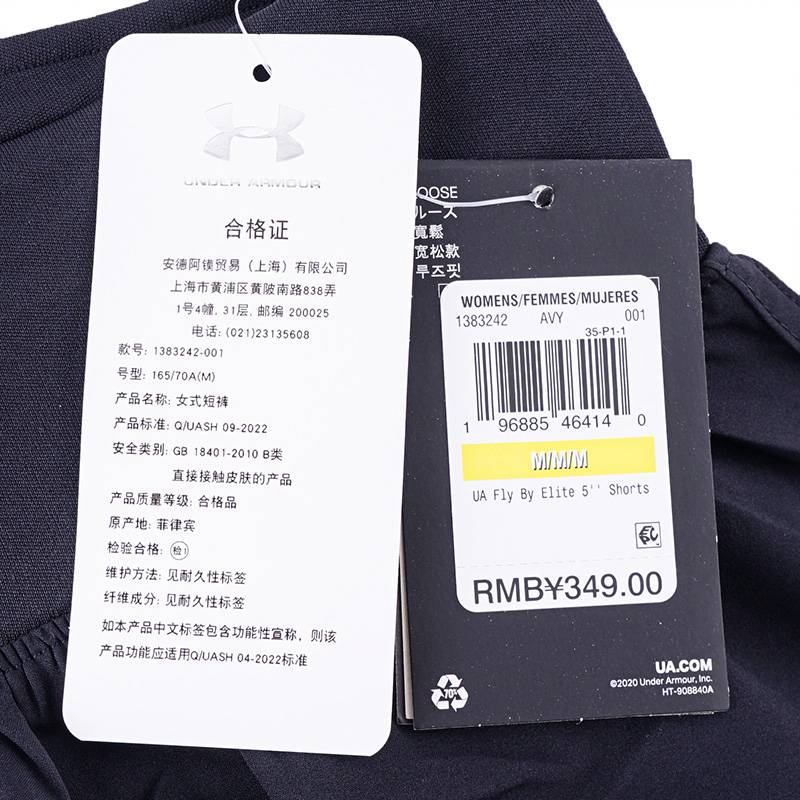 UNDER ARMOUR
合格证
安德阿镆贸易（上海）有限公司
上海市黄浦区黄陂南路838弄
1号4幢, 31层, 邮编 200025
电话: (021)23135608
款号: 1383242-001
号型: 165/70A(M)
产品名称: 女式短裤
产品标准: Q/UASH 09-2022
安全类别: GB 18401-2010 B类
直接接触皮肤的产品
产品质量等级: 合格品
原产地: 菲律宾
检验合格: 检1
维护方法: 见耐久性标签
纤维成分: 见耐久性标签
如本产品中文标签包含功能性宣称, 则该
产品功能应适用Q/UASH 04-2022标准
OOSE
ルース
寬鬆
宽松款
루즈핏
WOMENS/FEMMES/MUJERES
1383242 AVY 001
35-P1-1
1 96885 46414 0
M/M/M
UA Fly By Elite 5'' Shorts
EPC
RMB¥349.00
70%
UA.COM
©2020 Under Armour, Inc.
HT-908840A